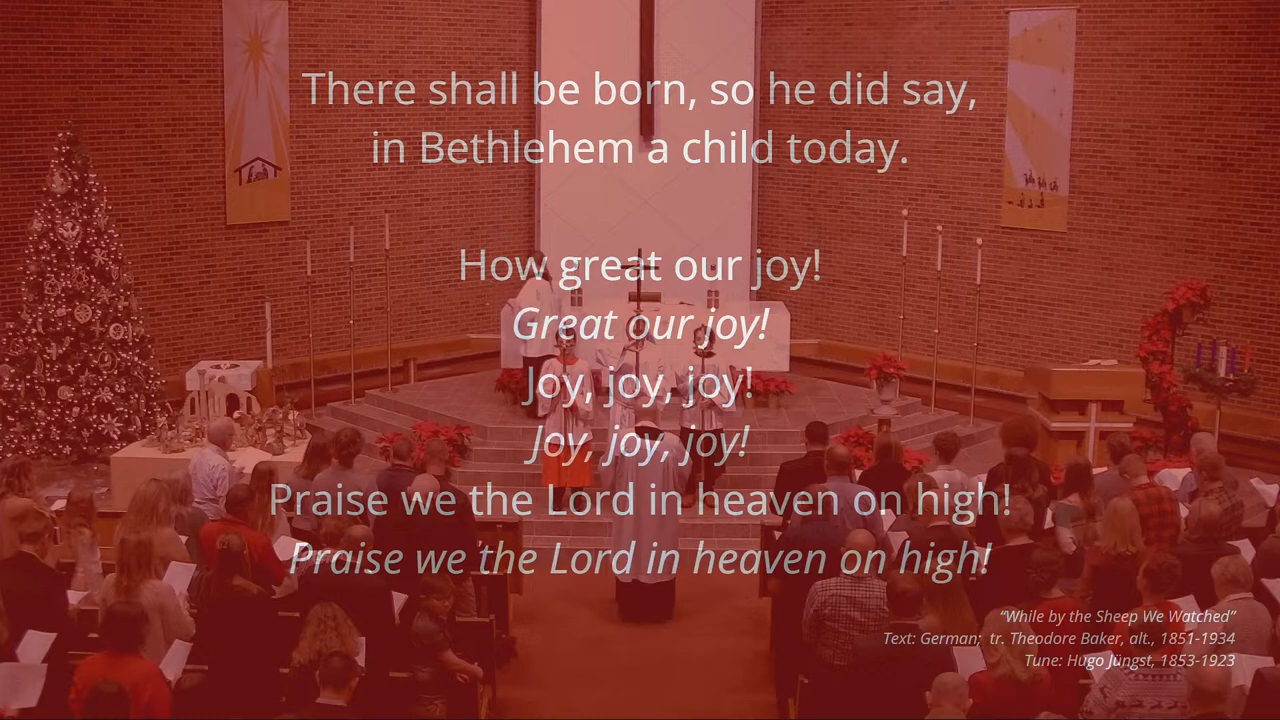 There shall be born, so he did say,
in Bethlehem a child today.
How great our joy!
Great our joy!
Joy, joy, joy!
Joy, joy, joy!
Praise we the Lord in heaven on high!
Praise we the Lord in heaven on high!
“While by the Sheep We Watched”
Text: German;  tr. Theodore Baker, alt., 1851-1934
Tune: Hugo Jüngst, 1853-1923